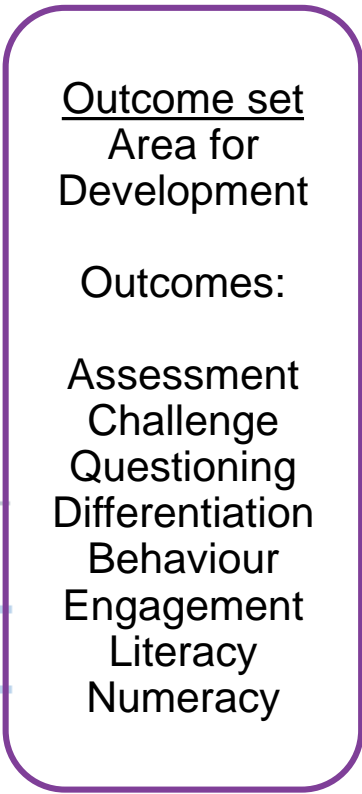 Outcome set
Area for
Development
Outcomes:
Assessment
Challenge
Questioning
Differentiation
Behaviour
Engagement
Literacy
Numeracy